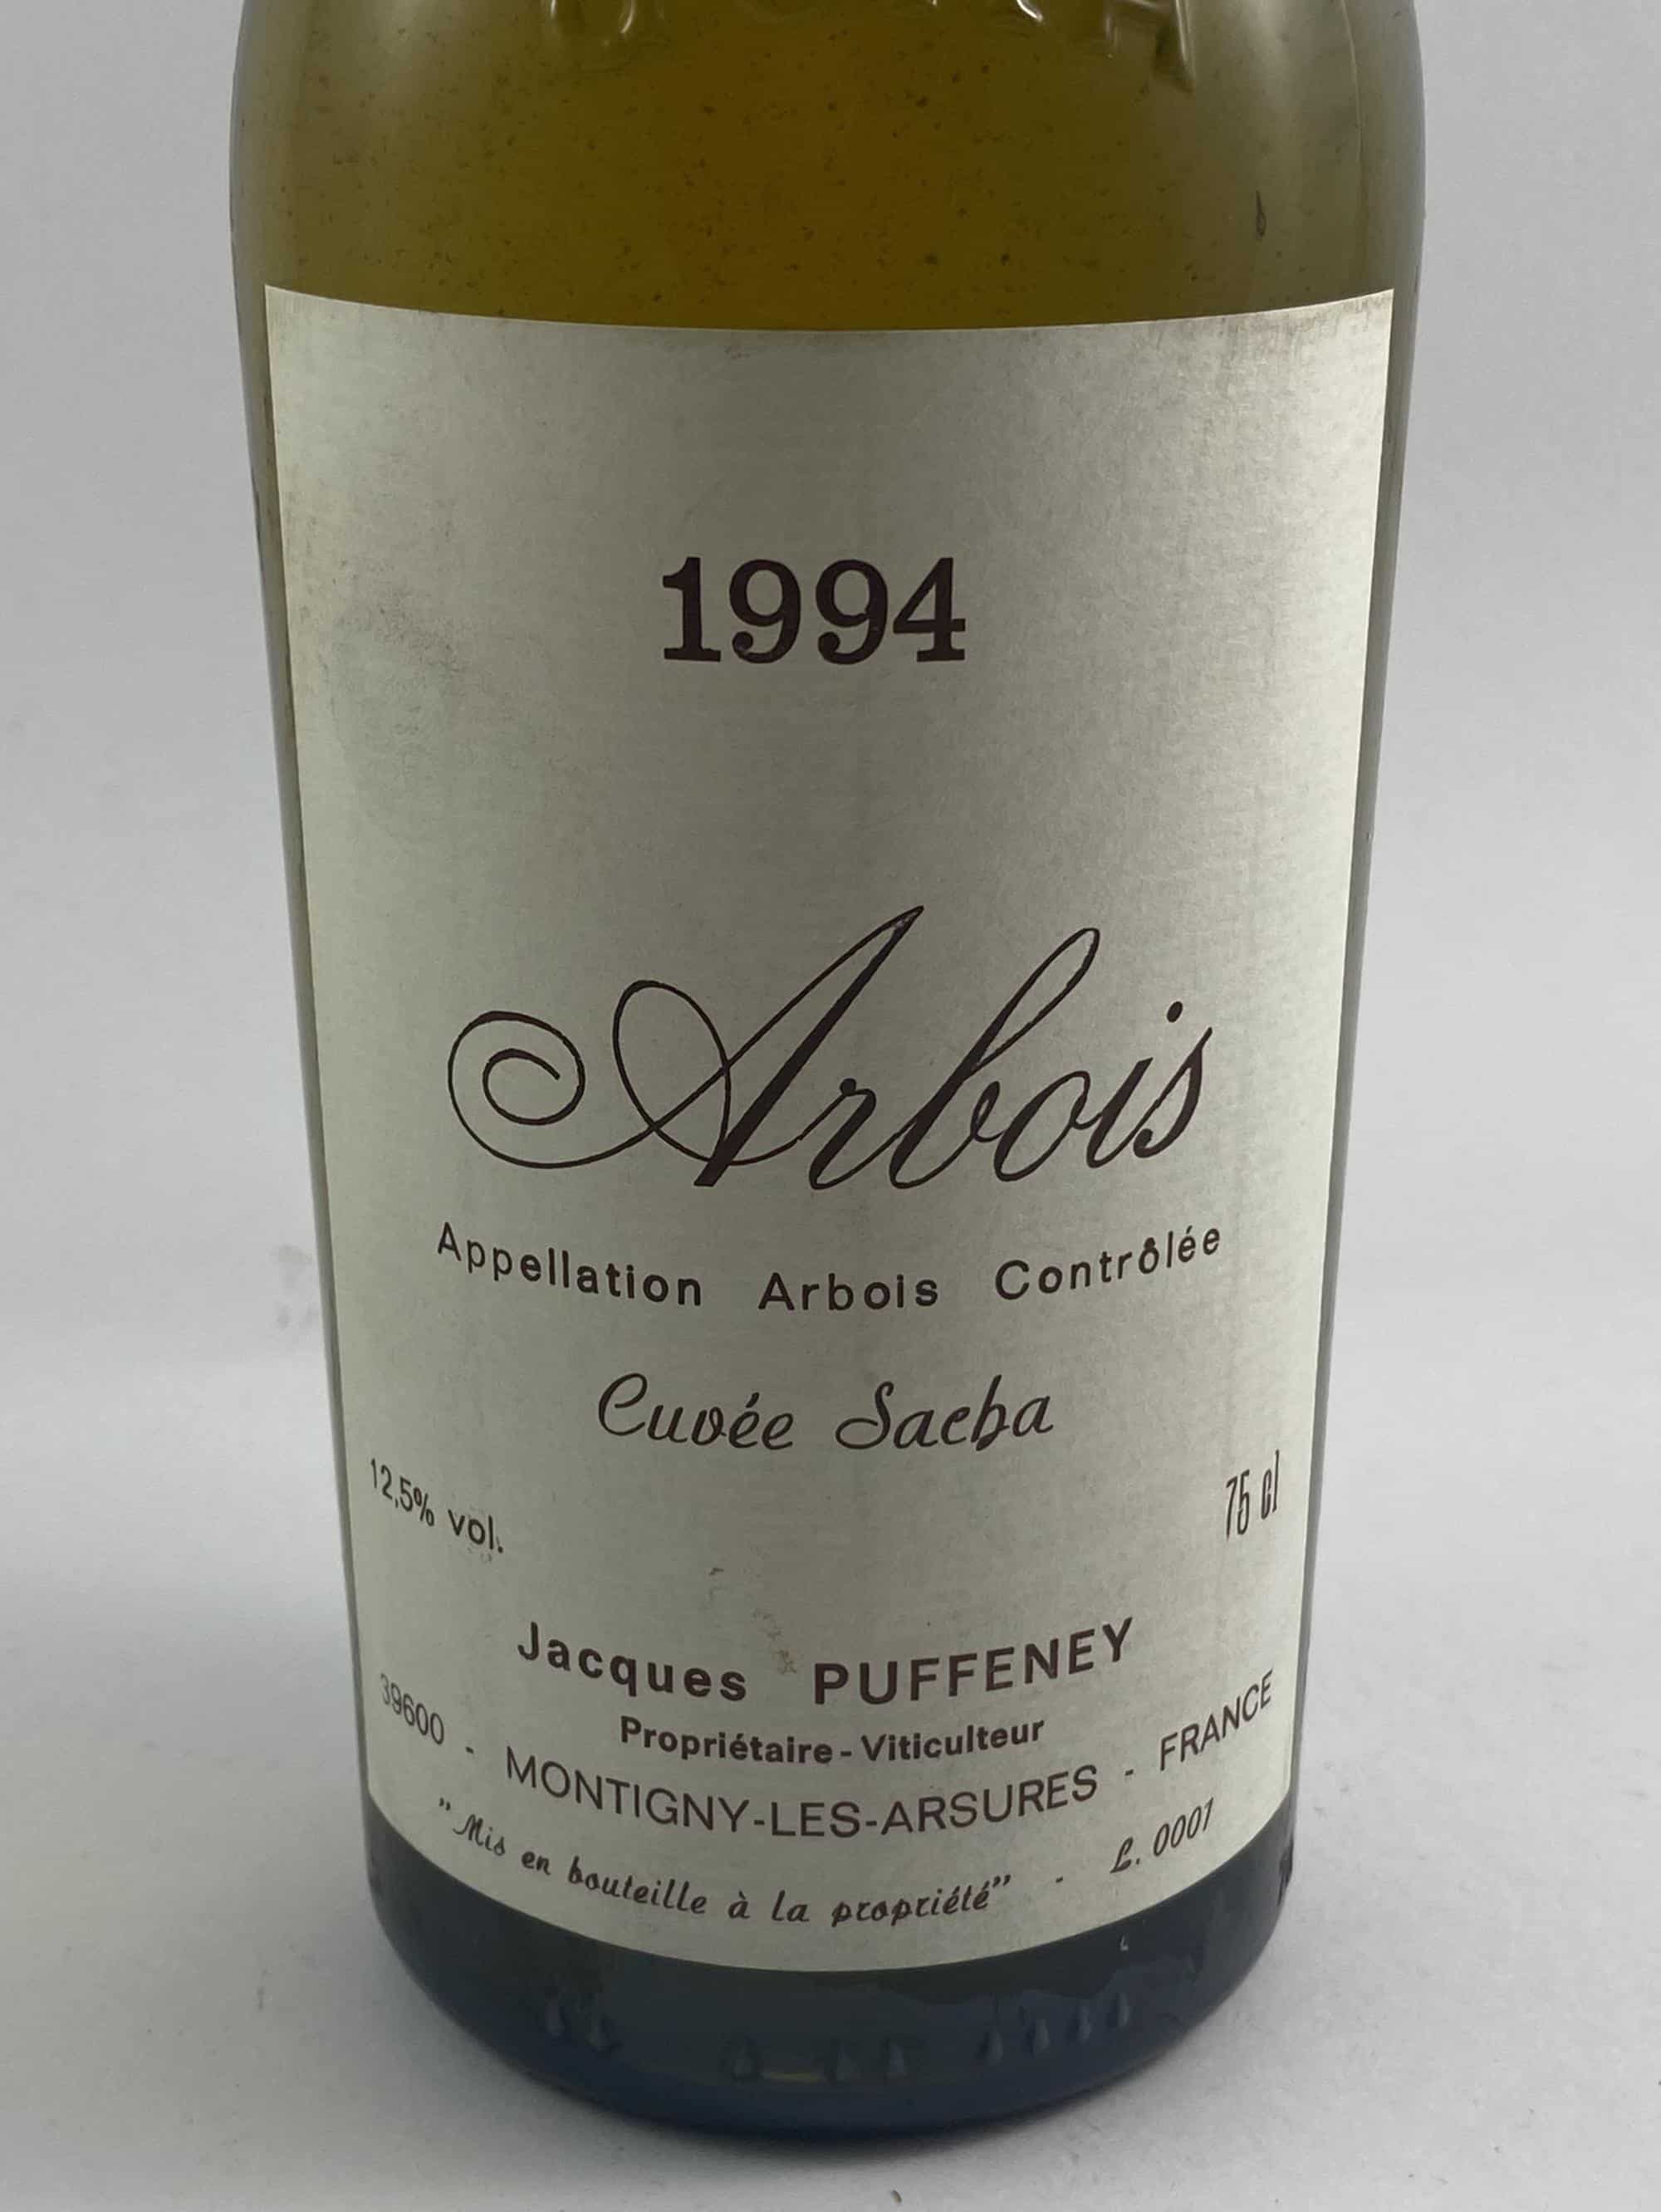 1994
Arbois
Appellation Arbois Contrôlée
Cuvée Sacha
12,5% vol.
75 cl
Jacques PUFFENEY
Propriétaire - Viticulteur
39600 - MONTIGNY-LES-ARSURES - FRANCE
"Mis en bouteille à la propriété" - L. 0001